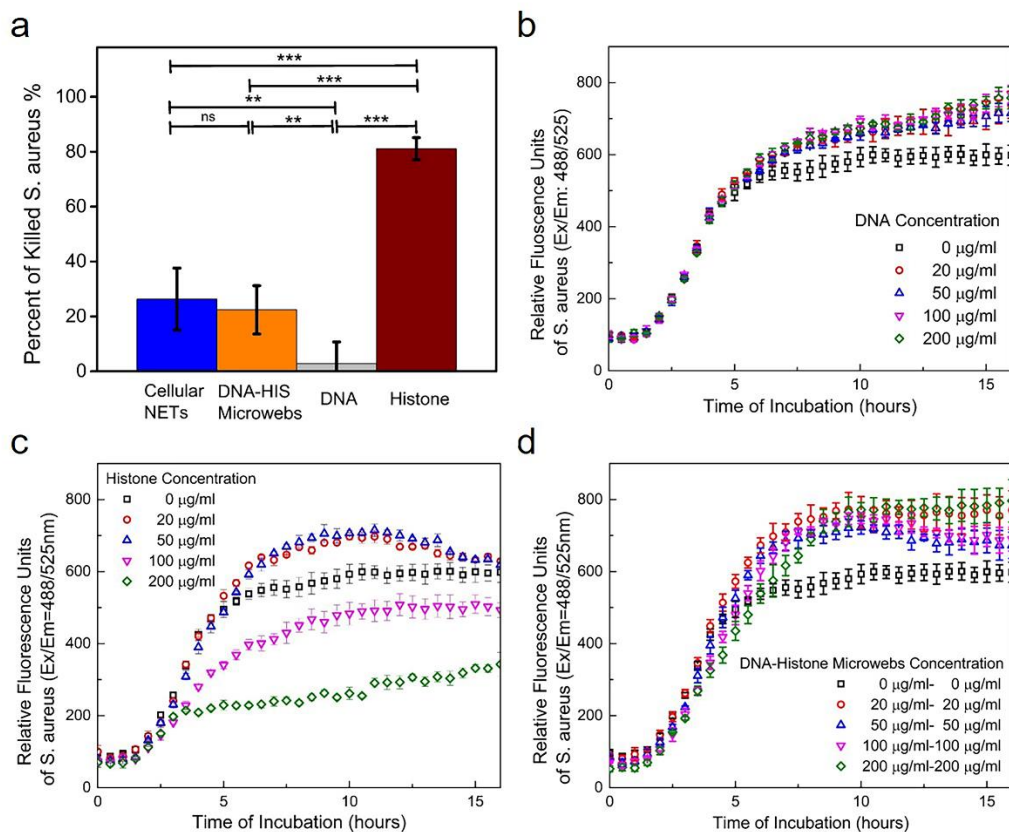 a
Percent of Killed S. aureus %
100
80
60
40
20
0
***
***
**
ns
**
***
Cellular
NETs
DNA-HIS
Microwebs
DNA
Histone
b
Relative Fluoscence Units
of S. aureus (Ex/Em: 488/525)
800
600
400
200
0
DNA Concentration
0 µg/ml
20 µg/ml
50 µg/ml
100 µg/ml
200 µg/ml
0
5
10
15
Time of Incubation (hours)
c
Relative Fluorescence Units
of S. aureus (Ex/Em=488/525nm)
800
600
400
200
0
Histone Concentration
0 µg/ml
20 µg/ml
50 µg/ml
100 µg/ml
200 µg/ml
0
5
10
15
Time of Incubation (hours)
d
Relative Fluorescence Units
of S. aureus (Ex/Em=488/525nm)
800
600
400
200
0
DNA-Histone Microwebs Concentration
0 µg/ml- 0 µg/ml
20 µg/ml- 20 µg/ml
50 µg/ml- 50 µg/ml
100 µg/ml-100 µg/ml
200 µg/ml-200 µg/ml
0
5
10
15
Time of Incubation (hours)